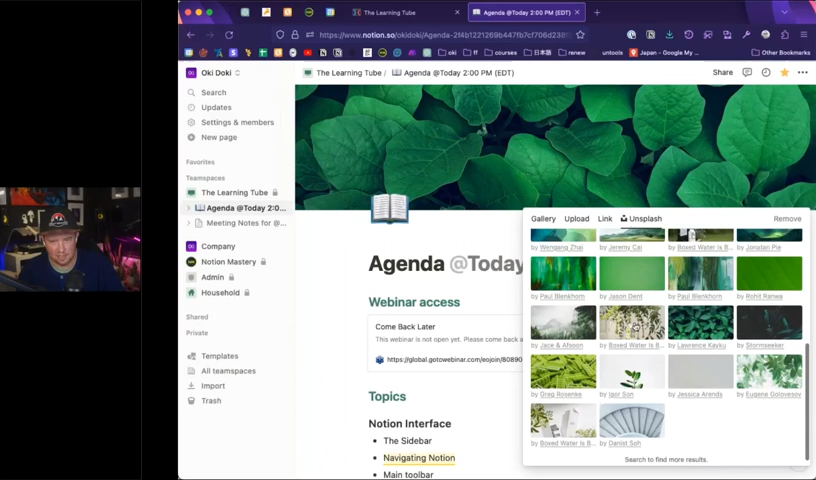 The Learning Tube
Agenda @Today 2:00 PM (EDT)
https://www.notion.so/okidoki/Agenda-2f4b1221269b447fb7cf706d238
oki
ff
courses
日本語
renew
untools
Japan - Google My ...
Other Bookmarks
Oki Doki
The Learning Tube / Agenda @Today 2:00 PM (EDT)
Share
Search
Updates
Settings & members
New page
Favorites
Teamspaces
The Learning Tube
Agenda @Today 2:0...
Meeting Notes for @...
Company
Notion Mastery
Admin
Household
Shared
Private
Templates
All teamspaces
Import
Trash
Agenda @Today
Webinar access
Come Back Later
This webinar is not open yet. Please come back a
https://global.gotowebinar.com/eojoin/80890
Topics
Notion Interface
The Sidebar
Navigating Notion
Main toolbar
Gallery Upload Link Unsplash Remove
by Wengang Zhai by Jeremy Cai by Boxed Water Is B... by Jonatan Pie
by Paul Blenkhorn by Jason Dent by Paul Blenkhorn by Rohit Ranwa
by Jace & Afsoon by Boxed Water Is B... by Lawrence Kayku by Stormseeker
by Greg Rosenke by Igor Son by Jessica Arends by Eugene Golovesov
by Boxed Water Is B... by Danist Soh
Search to find more results.